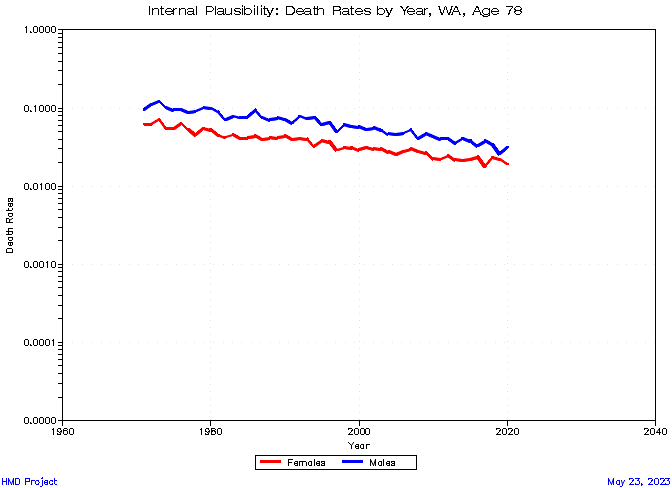 Internal Plausibility: Death Rates by Year, WA, Age 78
1.0000
0.1000
0.0100
0.0010
0.0001
0.0000
Death Rates
1960
1980
2000
2020
2040
Year
Females
Males
HMD Project
May 23, 2023